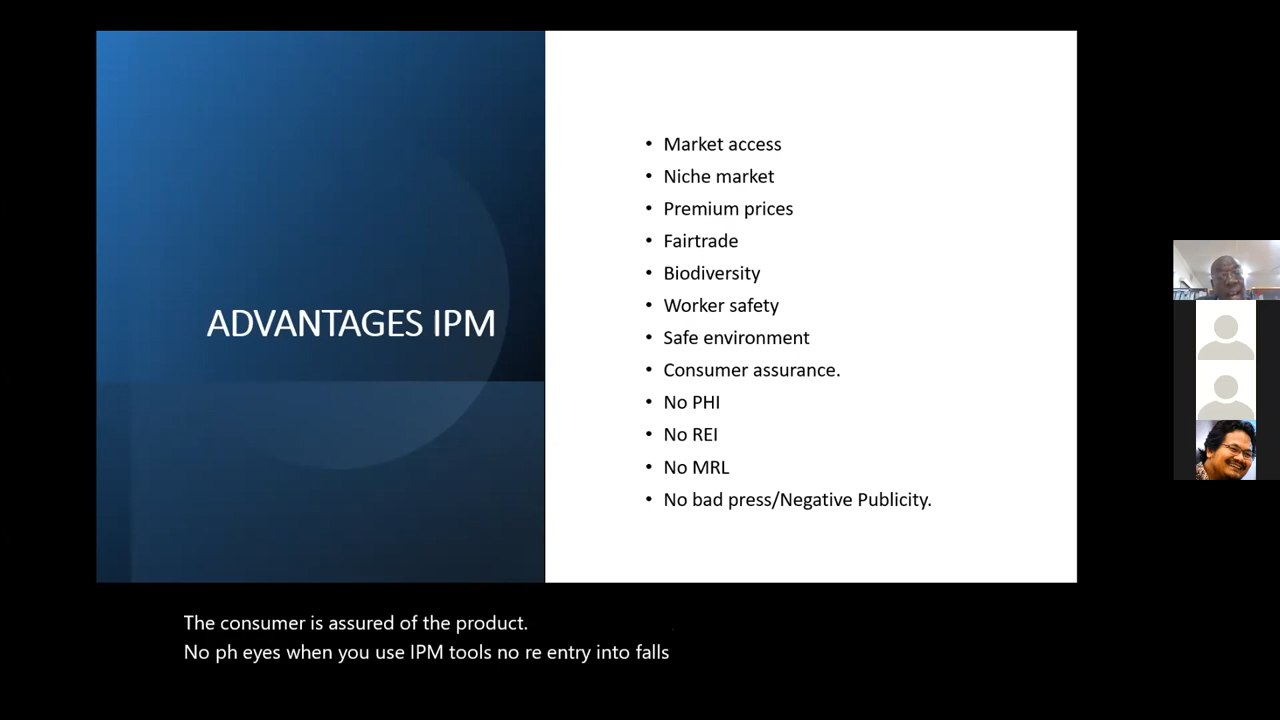 ADVANTAGES IPM
• Market access
• Niche market
• Premium prices
• Fairtrade
• Biodiversity
• Worker safety
• Safe environment
• Consumer assurance.
• No PHI
• No REI
• No MRL
• No bad press/Negative Publicity.
The consumer is assured of the product.
No ph eyes when you use IPM tools no re entry into falls